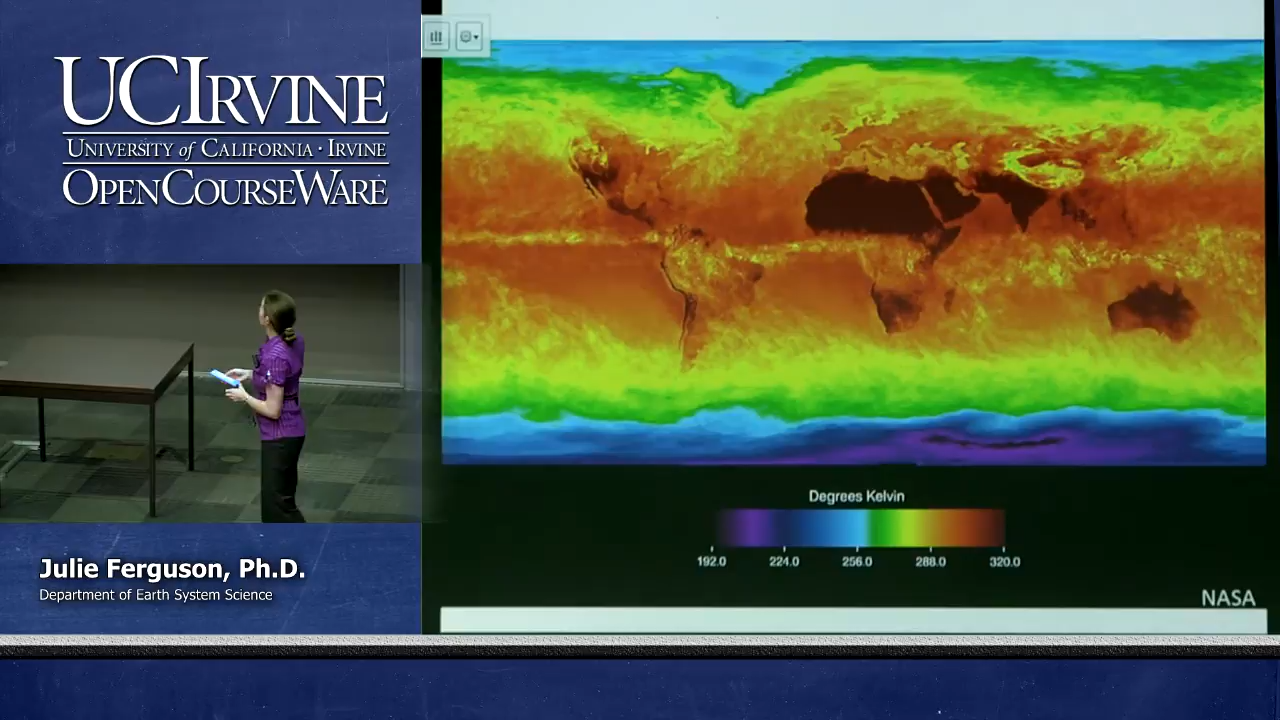 UCIRVINE
UNIVERSITY of CALIFORNIA · IRVINE
OPENCOURSEWARE
Julie Ferguson, Ph.D.
Department of Earth System Science
Degrees Kelvin
192.0 224.0 256.0 288.0 320.0
NASA